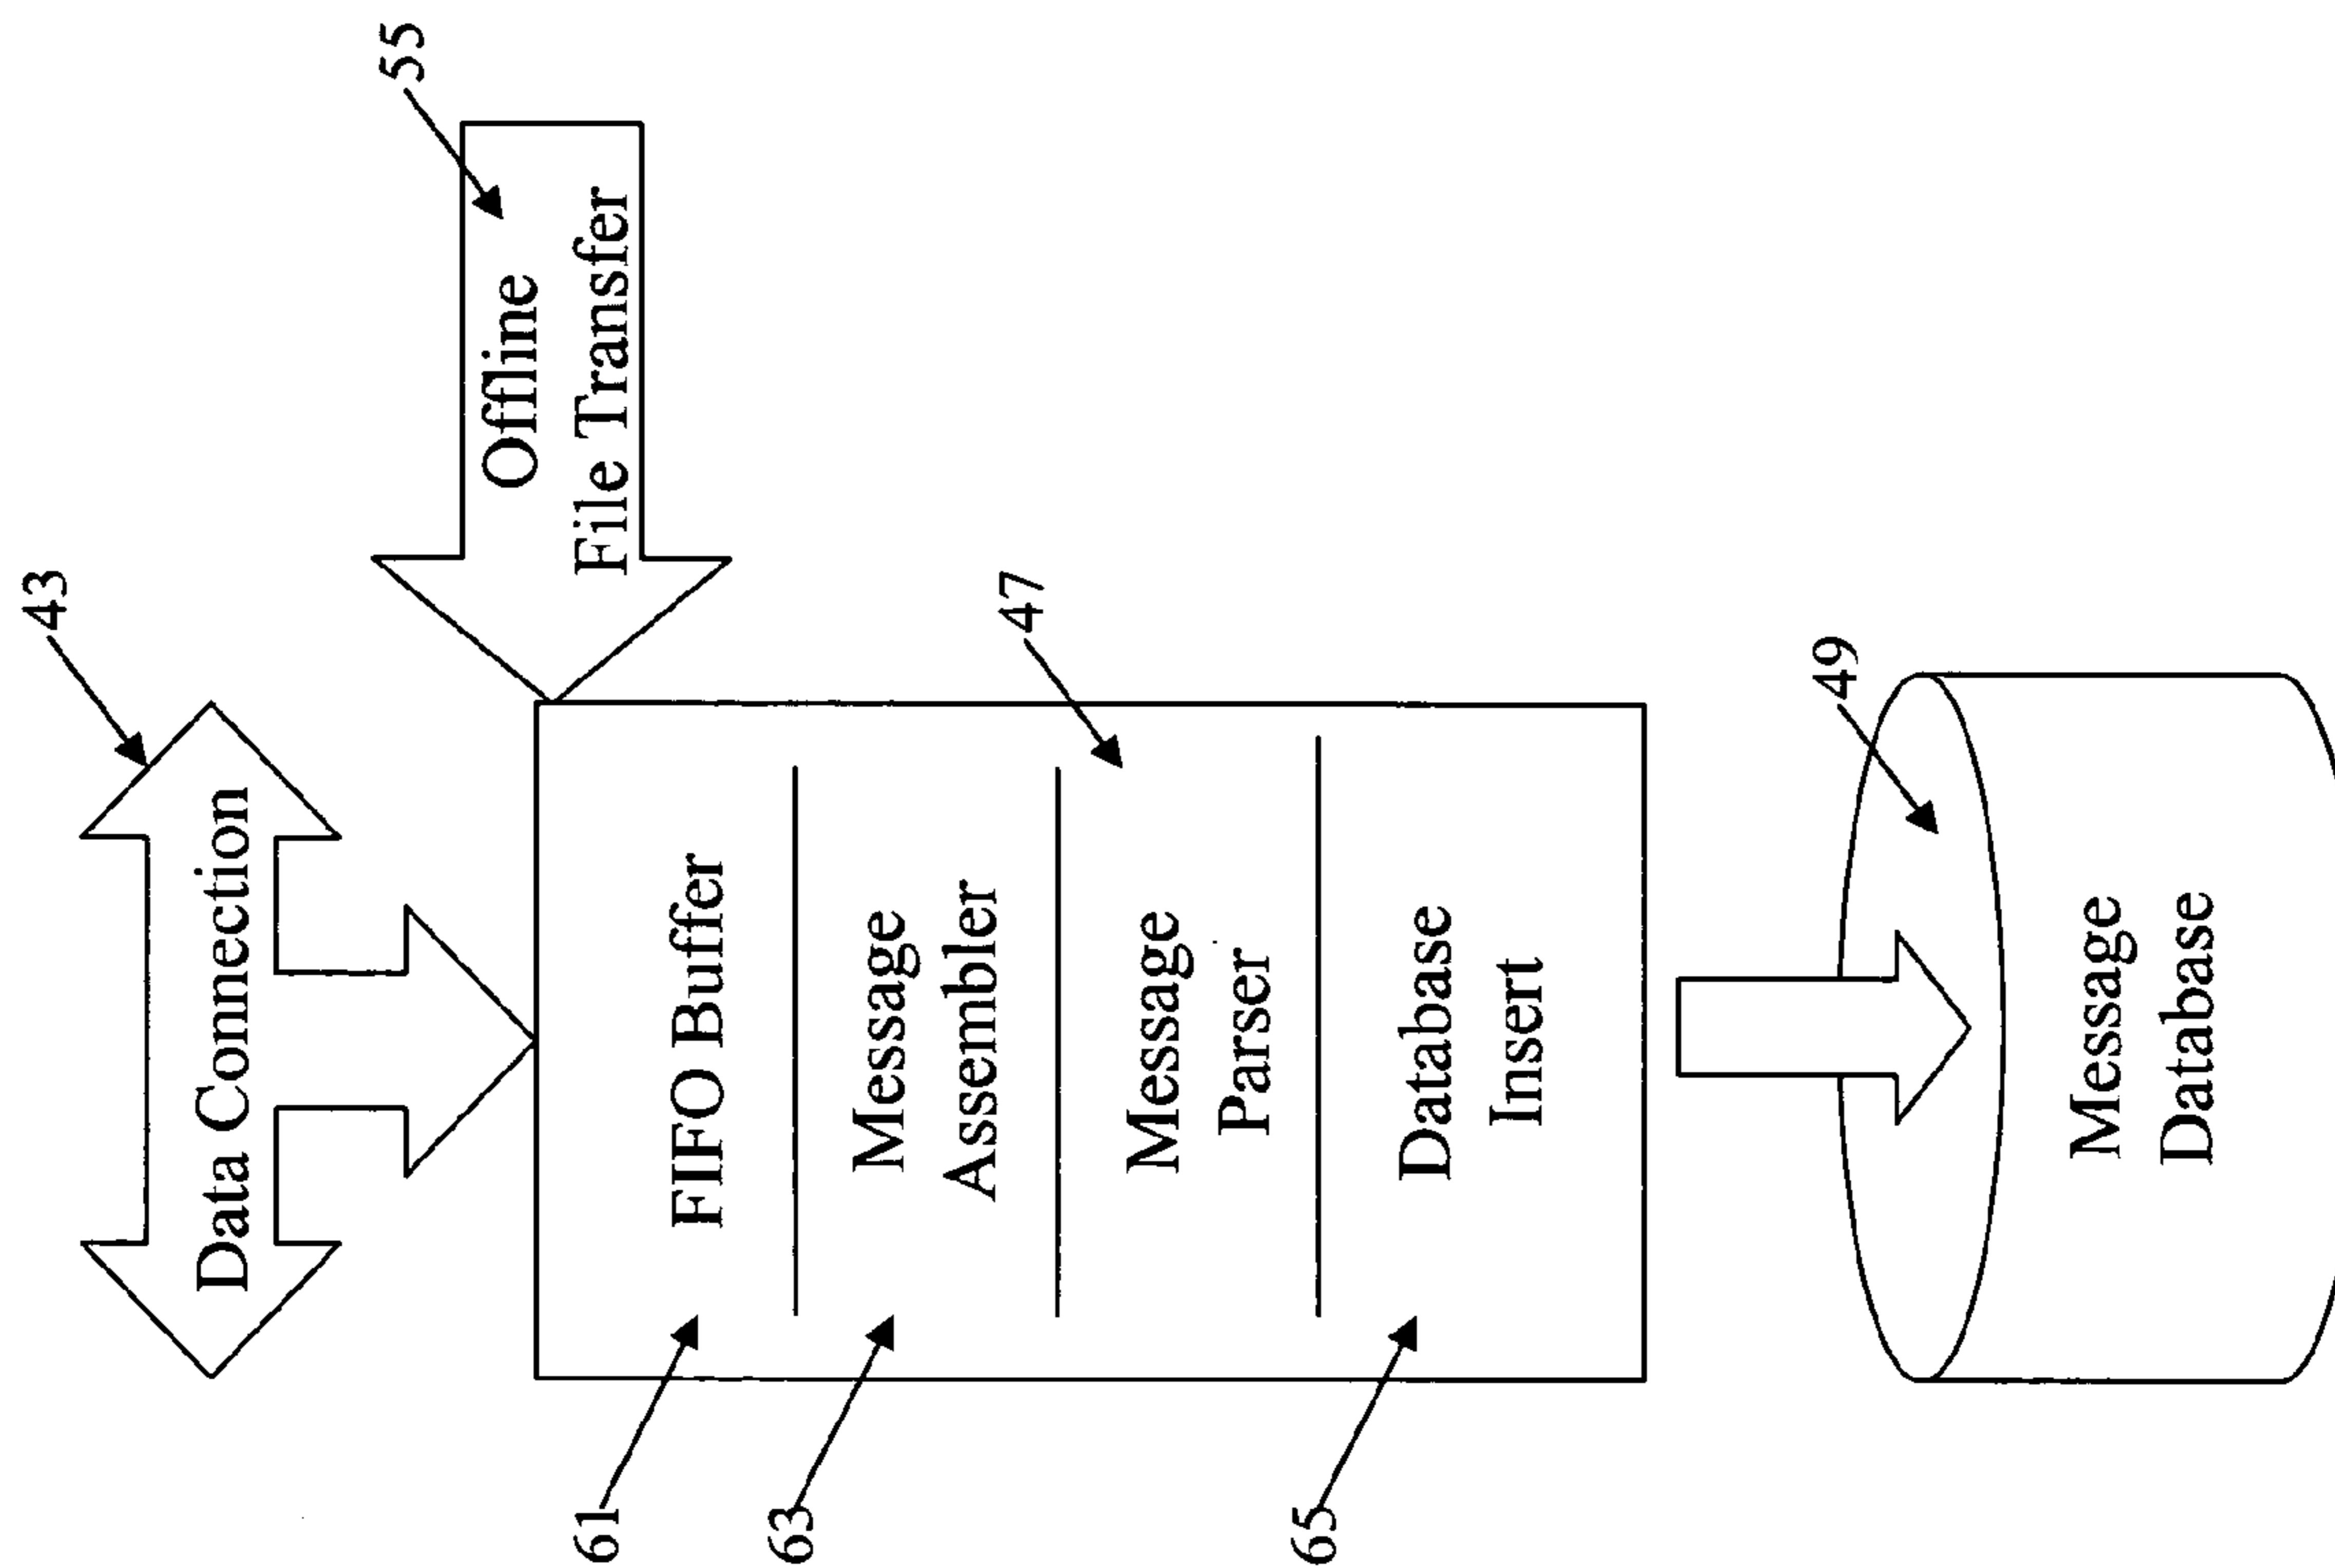 43
Data Connection
55
Offline
File Transfer
61
FIFO Buffer
63
Message
Assembler
47
Message
Parser
65
Database
Insert
49
Message
Database